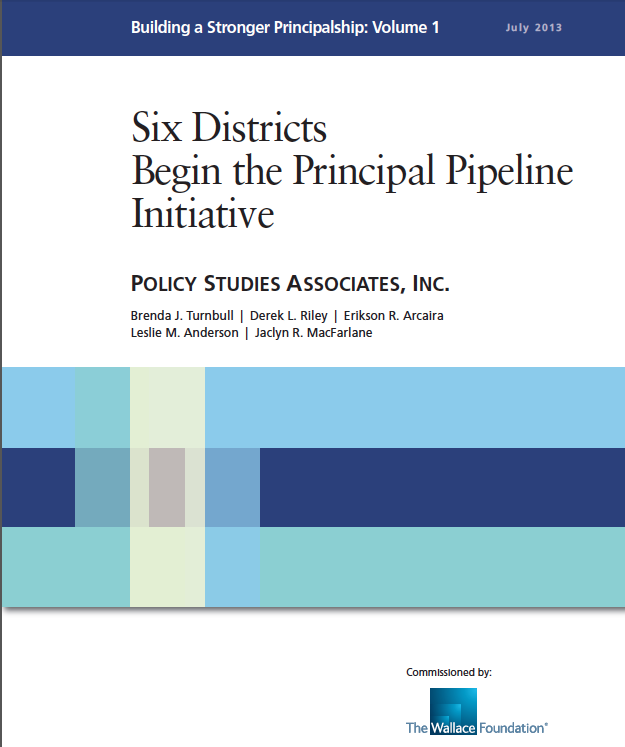 Building a Stronger Principalship: Volume 1 July 2013
Six Districts
Begin the Principal Pipeline
Initiative
POLICY STUDIES ASSOCIATES, INC.
Brenda J. Turnbull | Derek L. Riley | Erikson R. Arcaira
Leslie M. Anderson | Jaclyn R. MacFarlane
Commissioned by:
The Wallace Foundation®